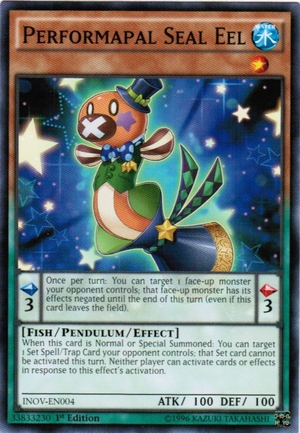 PERFORMAPAL SEAL EEL
WATER
水
Once per turn: You can target 1 face-up monster
your opponent controls; that face-up monster has its
effects negated until the end of this turn (even if this
card leaves the field).
3
3
[FISH/PENDULUM/EFFECT]
When this card is Normal or Special Summoned: You can target
1 Set Spell/Trap Card your opponent controls; that Set card cannot
be activated this turn. Neither player can activate cards or effects
in response to this effect's activation.
INOV-EN004
ATK/ 100 DEF/ 100
33833230 1st Edition
©1996 KAZUKI TAKAHASHI